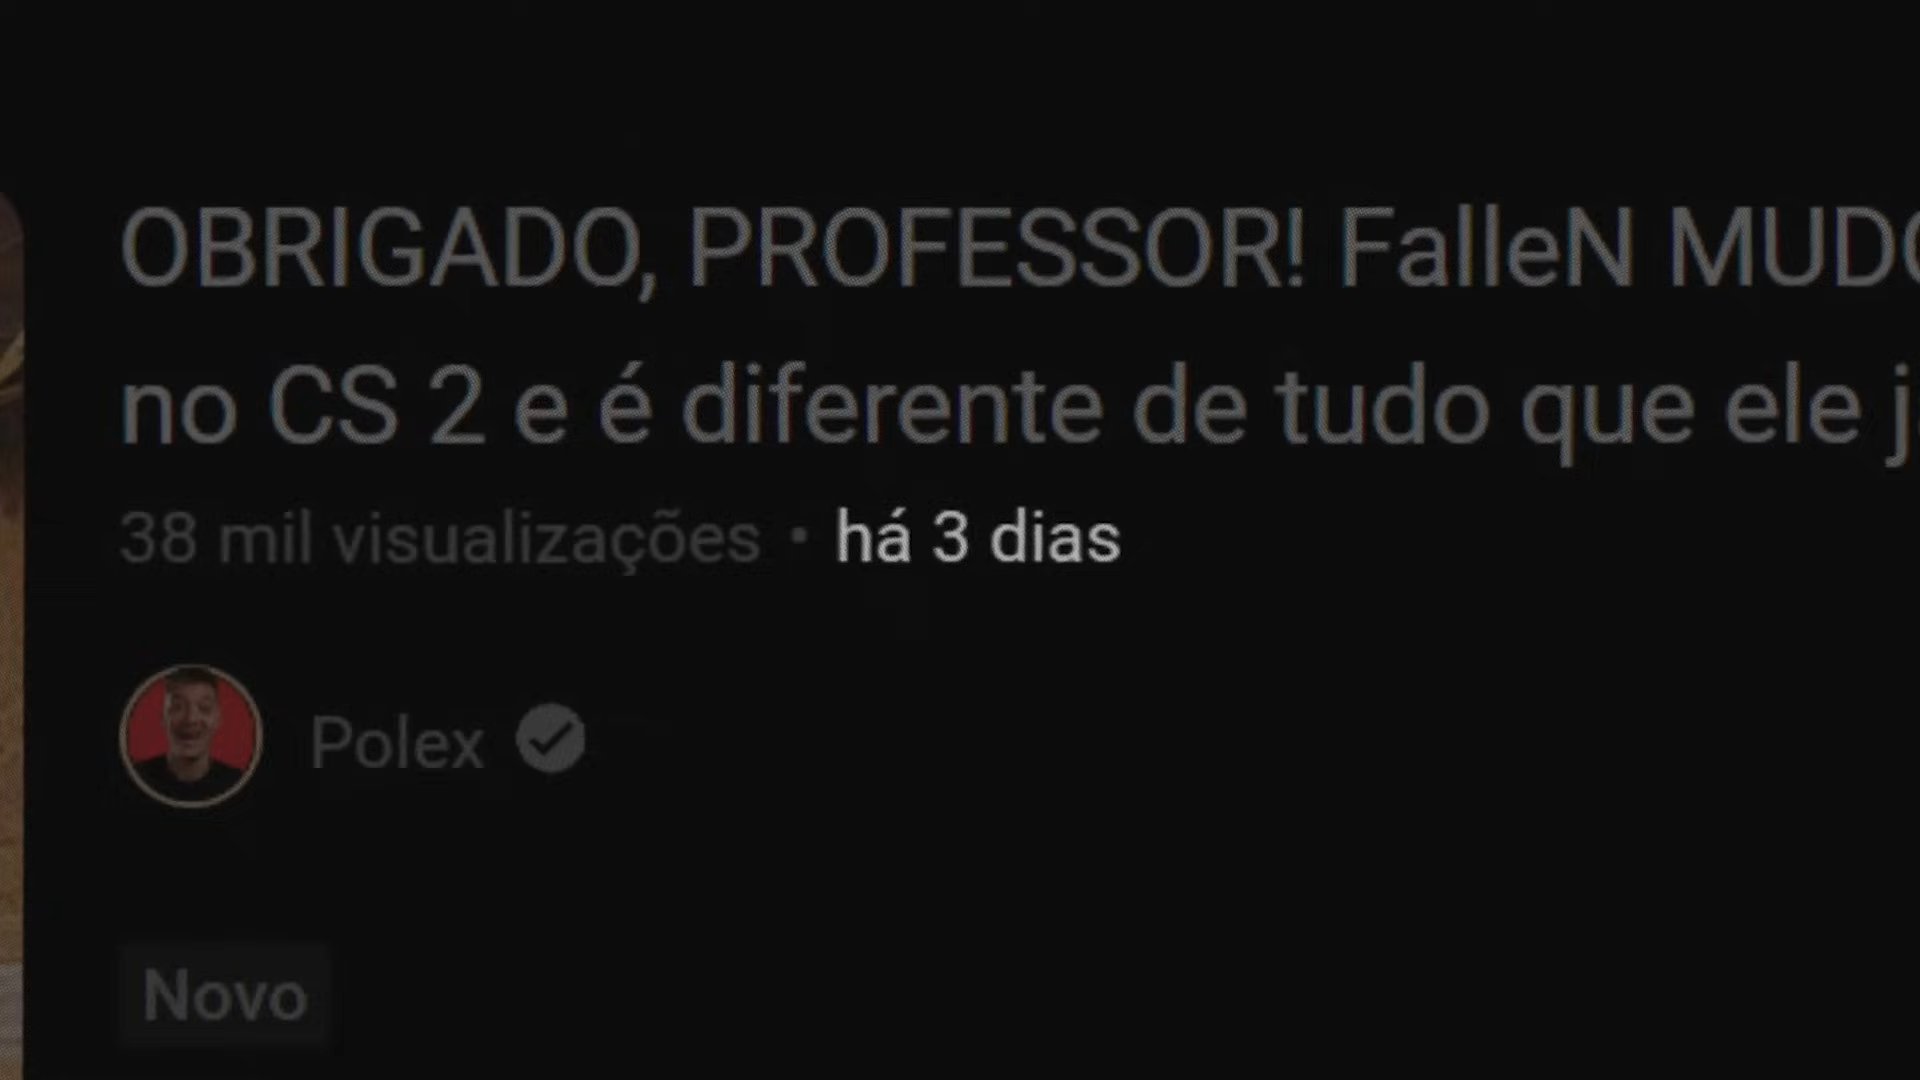 OBRIGADO, PROFESSOR! FalleN MUDO
no CS 2 e é diferente de tudo que ele j
38 mil visualizações • há 3 dias
Polex
Novo